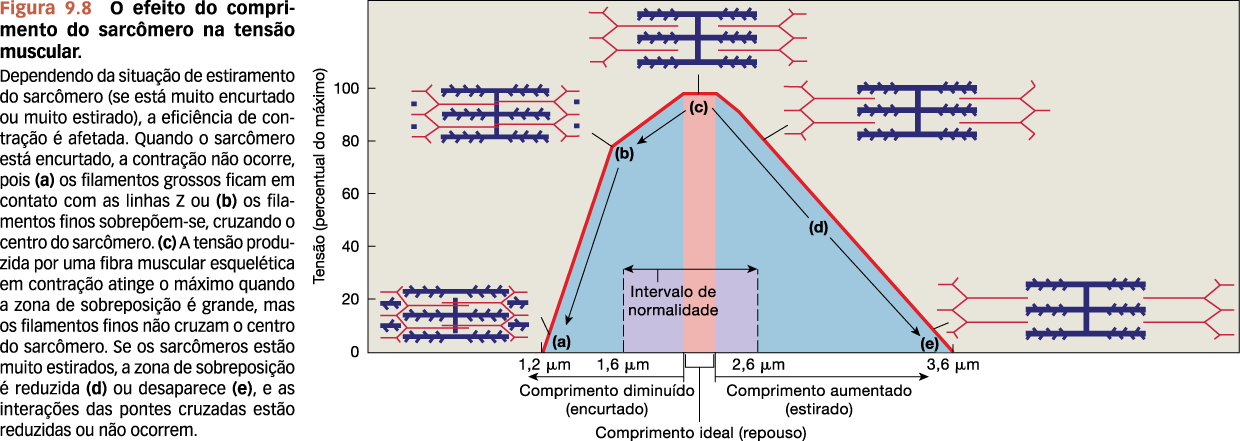 Figura 9.8 O efeito do compri-
mento do sarcômero na tensão
muscular.
Dependendo da situação de estiramento
do sarcômero (se está muito encurtado
ou muito estirado), a eficiência de con-
tração é afetada. Quando o sarcômero
está encurtado, a contração não ocorre,
pois (a) os filamentos grossos ficam em
contato com as linhas Z ou (b) os fila-
mentos finos sobrepõem-se, cruzando o
centro do sarcômero. (c) A tensão produ-
zida por uma fibra muscular esquelética
em contração atinge o máximo quando
a zona de sobreposição é grande, mas
os filamentos finos não cruzam o centro
do sarcômero. Se os sarcômeros estão
muito estirados, a zona de sobreposição
é reduzida (d) ou desaparece (e), e as
interações das pontes cruzadas estão
reduzidas ou não ocorrem.
Tensão (percentual do máximo)
100
80
60
40
20
0
(c)
(b)
(d)
Intervalo de
normalidade
(a)
(e)
1,2 µm
1,6 µm
2,6 µm
3,6 µm
Comprimento diminuído
(encurtado)
Comprimento aumentado
(estirado)
Comprimento ideal (repouso)